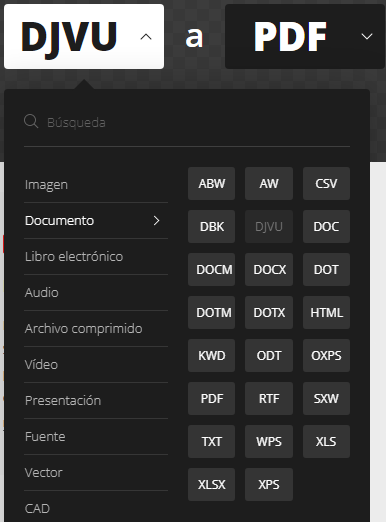 DJVU a PDF
Búsqueda
Imagen
Documento
Libro electrónico
Audio
Archivo comprimido
Vídeo
Presentación
Fuente
Vector
CAD
ABW AW CSV
DBK DJVU DOC
DOCM DOCX DOT
DOTM DOTX HTML
KWD ODT OXPS
PDF RTF SXW
TXT WPS XLS
XLSX XPS